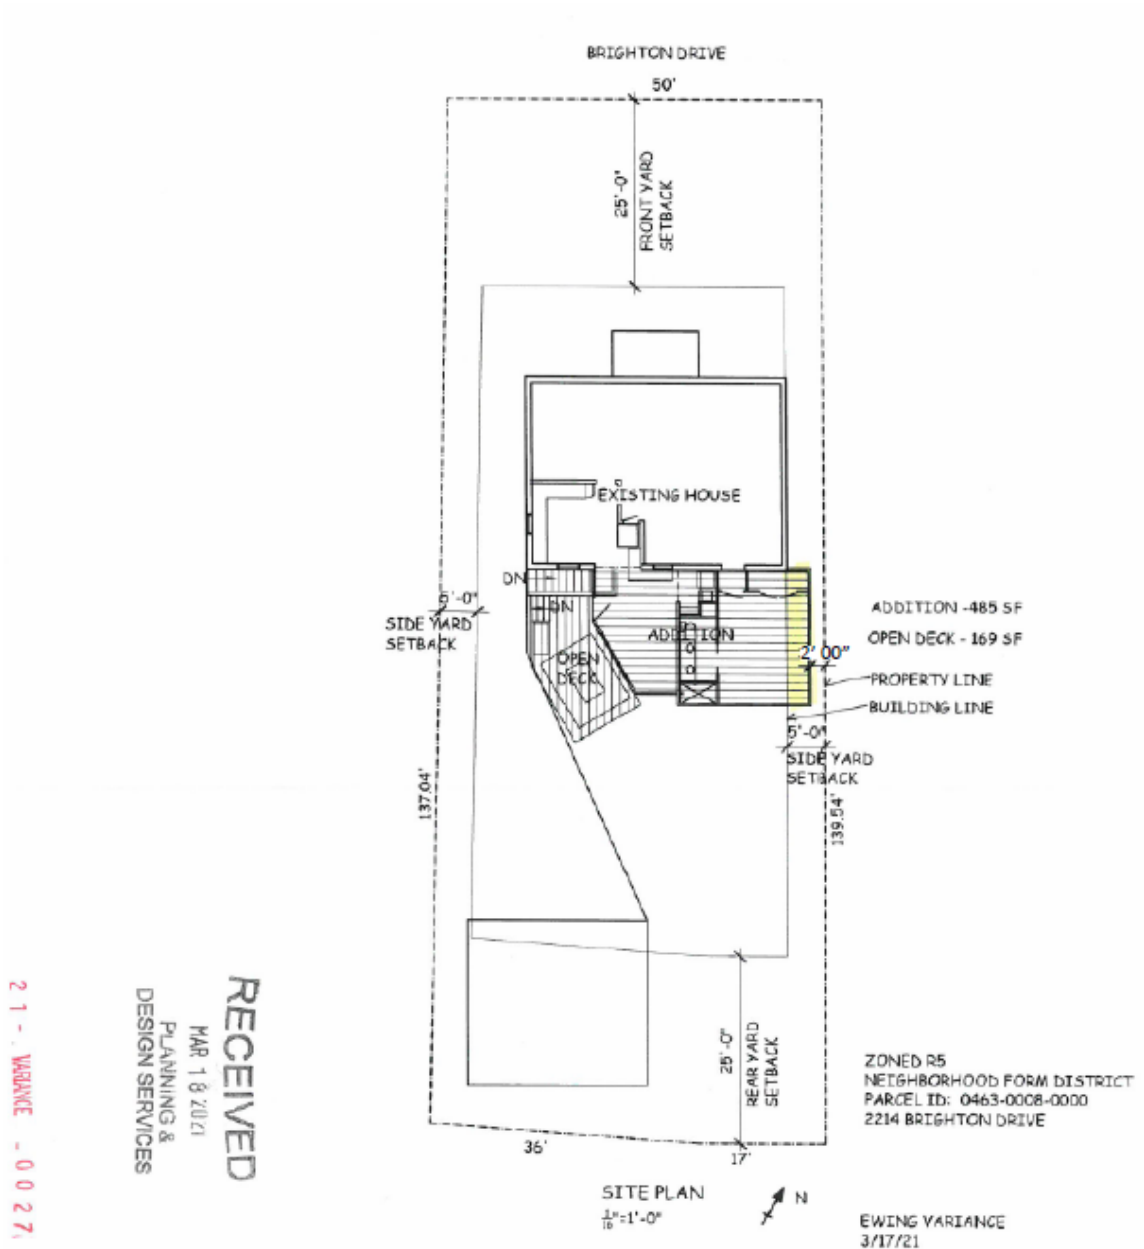 BRIGHTON DRIVE
50'
25'-0"
FRONT YARD
SETBACK
EXISTING HOUSE
DN
DN
5'-0"
SIDE YARD
SETBACK
ADDITION
OPEN
DECK
ADDITION -485 SF
OPEN DECK - 169 SF
2' 00"
PROPERTY LINE
BUILDING LINE
5'-0"
SIDE YARD
SETBACK
137.04'
139.54'
25'-0"
REAR YARD
SETBACK
36'
17'
RECEIVED
MAR 18 2021
PLANNING &
DESIGN SERVICES
21-VARIANCE-0027
ZONED R5
NEIGHBORHOOD FORM DISTRICT
PARCEL ID: 0463-0008-0000
2214 BRIGHTON DRIVE
SITE PLAN
1/16"=1'-0"
N
EWING VARIANCE
3/17/21